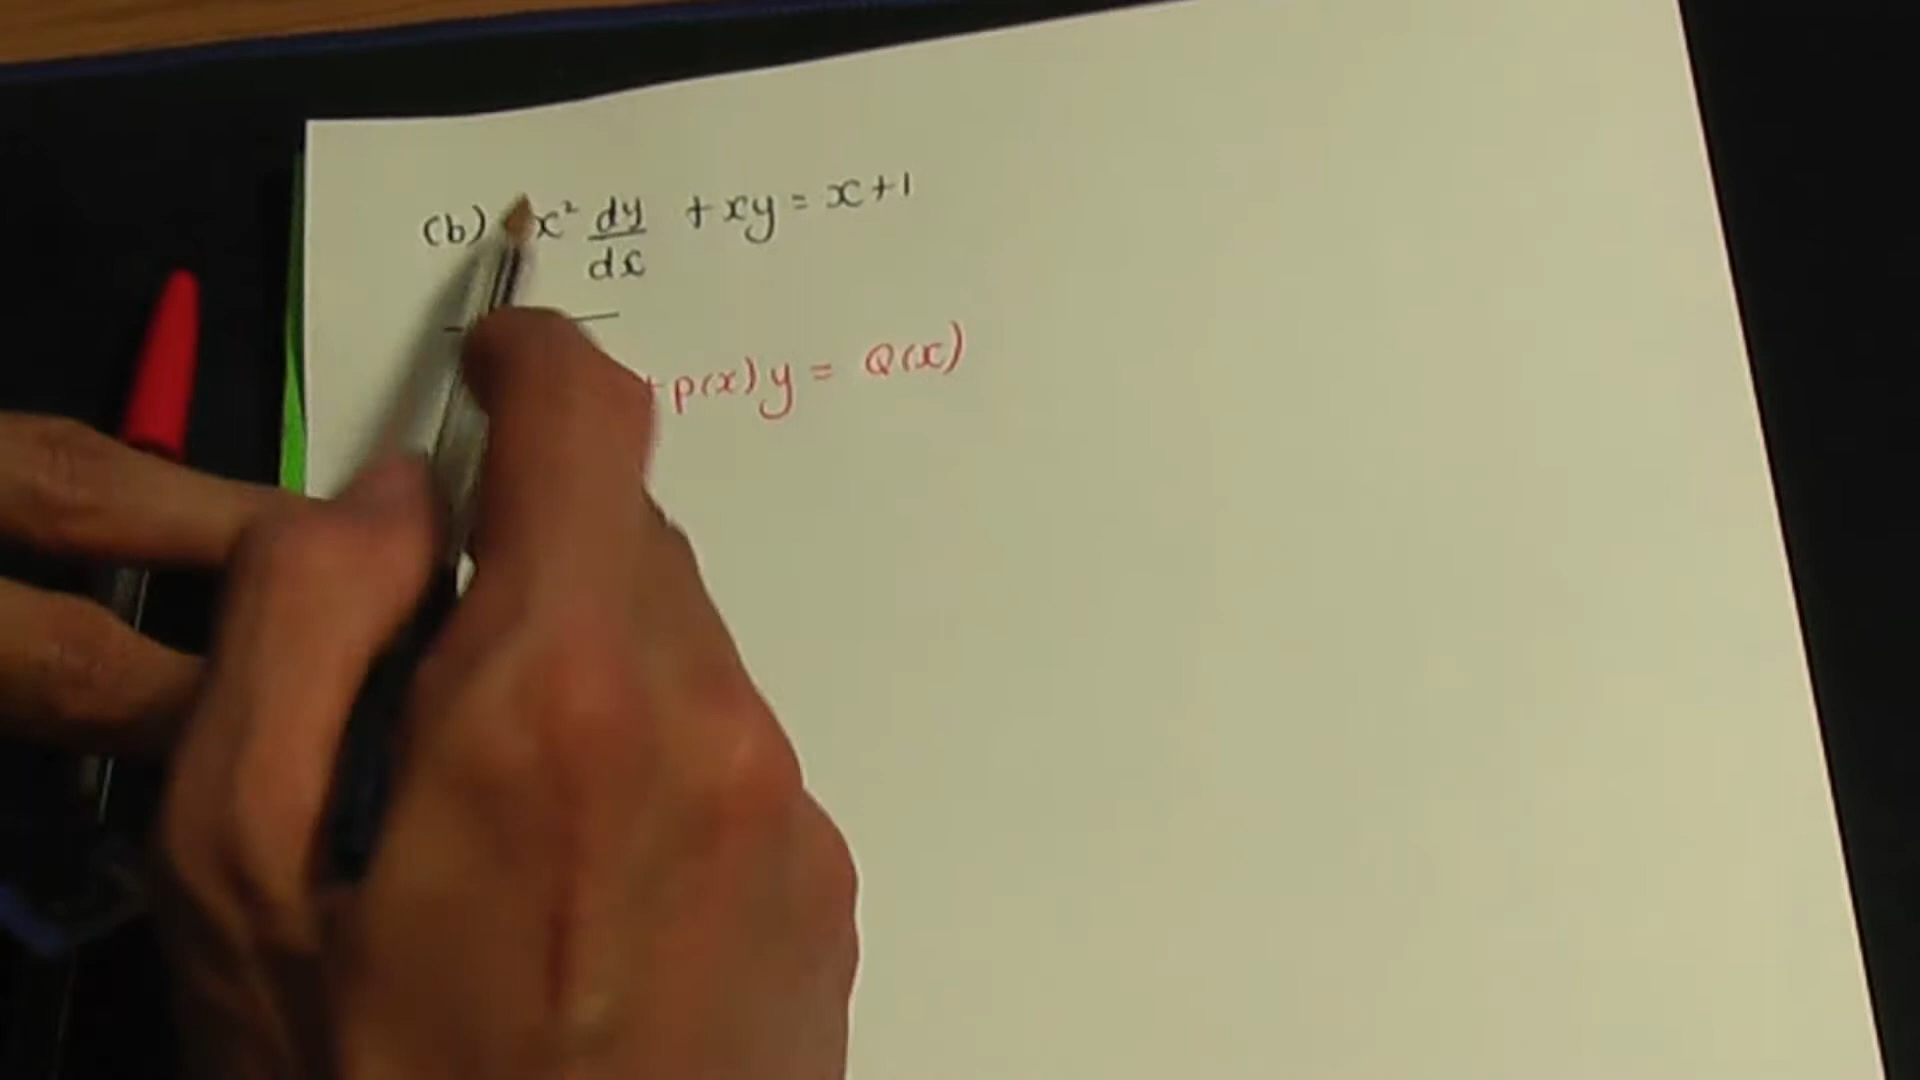 (b) x² dy/dx + xy = x+1
+ p(x) y = Q(x)